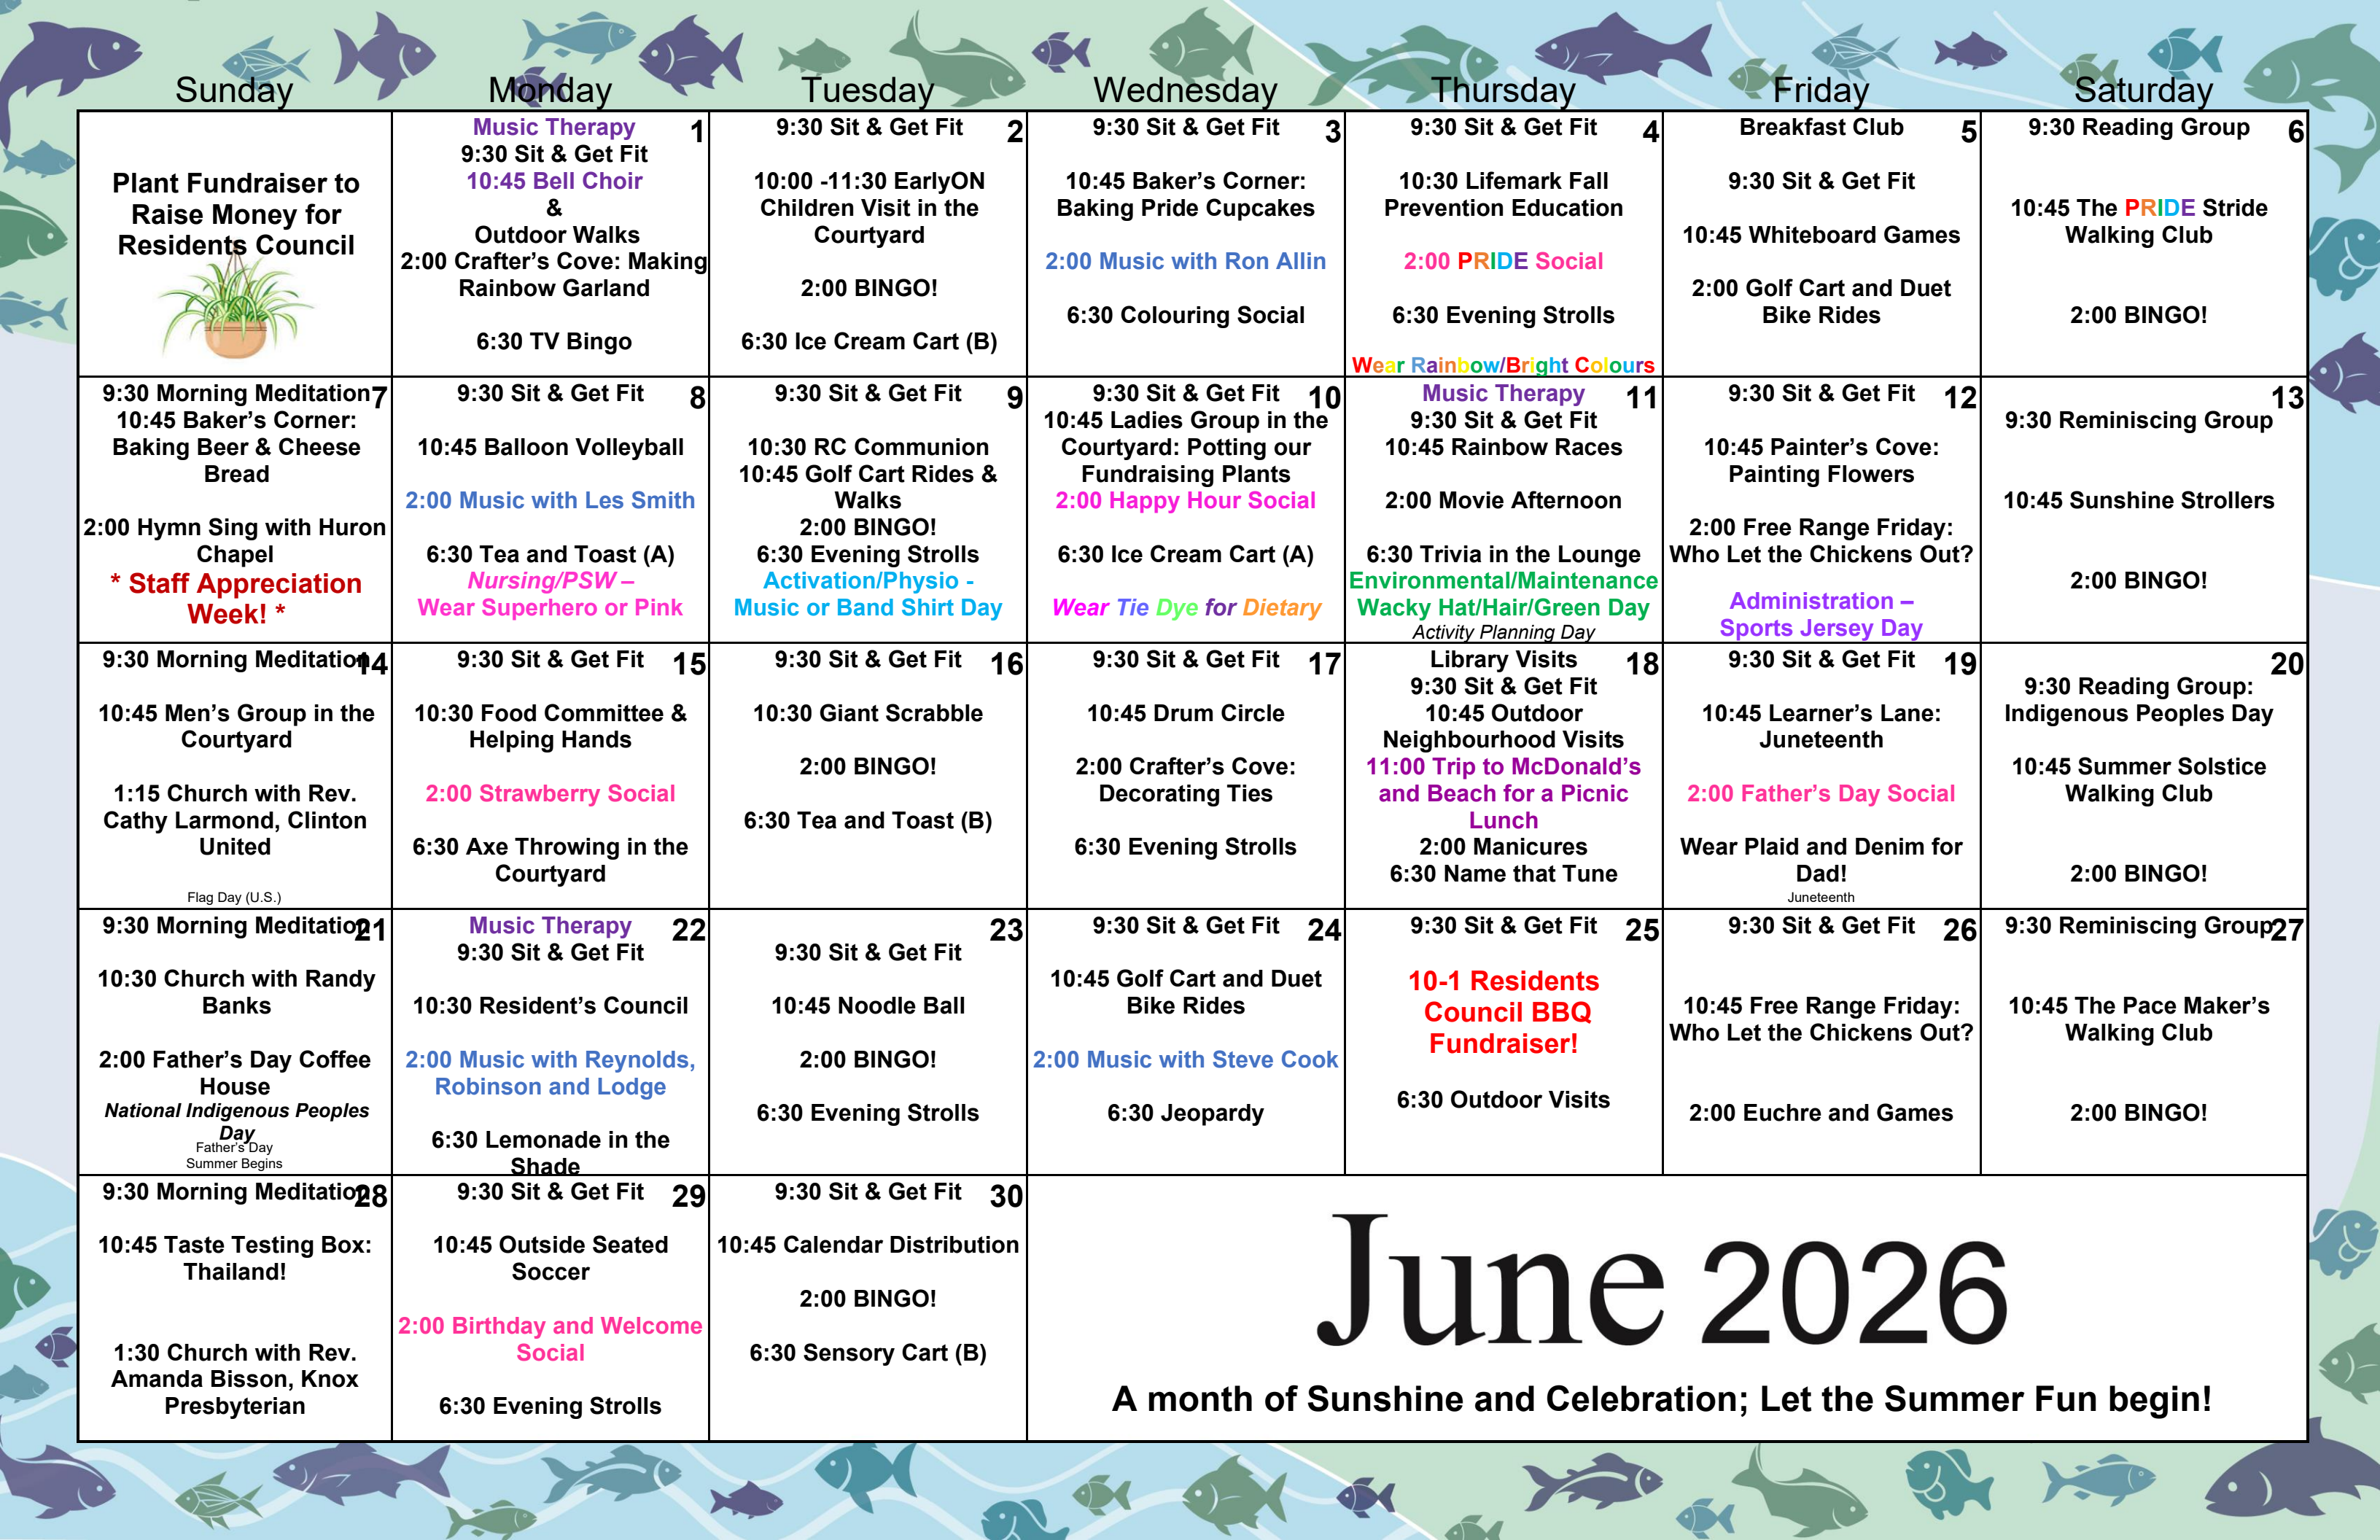 Sunday Monday Tuesday Wednesday Thursday Friday Saturday
Plant Fundraiser to
Raise Money for
Residents Council
Music Therapy 1
9:30 Sit & Get Fit
10:45 Bell Choir
&
Outdoor Walks
2:00 Crafter's Cove: Making
Rainbow Garland
6:30 TV Bingo
9:30 Sit & Get Fit 2
10:00 -11:30 EarlyON
Children Visit in the
Courtyard
2:00 BINGO!
6:30 Ice Cream Cart (B)
9:30 Sit & Get Fit 3
10:45 Baker's Corner:
Baking Pride Cupcakes
2:00 Music with Ron Allin
6:30 Colouring Social
9:30 Sit & Get Fit 4
10:30 Lifemark Fall
Prevention Education
2:00 PRIDE Social
6:30 Evening Strolls
Wear Rainbow/Bright Colours
Breakfast Club 5
9:30 Sit & Get Fit
10:45 Whiteboard Games
2:00 Golf Cart and Duet
Bike Rides
9:30 Reading Group 6
10:45 The PRIDE Stride
Walking Club
2:00 BINGO!
9:30 Morning Meditation 7
10:45 Baker's Corner:
Baking Beer & Cheese
Bread
2:00 Hymn Sing with Huron
Chapel
* Staff Appreciation
Week! *
9:30 Sit & Get Fit 8
10:45 Balloon Volleyball
2:00 Music with Les Smith
6:30 Tea and Toast (A)
Nursing/PSW –
Wear Superhero or Pink
9:30 Sit & Get Fit 9
10:30 RC Communion
10:45 Golf Cart Rides &
Walks
2:00 BINGO!
6:30 Evening Strolls
Activation/Physio -
Music or Band Shirt Day
9:30 Sit & Get Fit 10
10:45 Ladies Group in the
Courtyard: Potting our
Fundraising Plants
2:00 Happy Hour Social
6:30 Ice Cream Cart (A)
Wear Tie Dye for Dietary
Music Therapy 11
9:30 Sit & Get Fit
10:45 Rainbow Races
2:00 Movie Afternoon
6:30 Trivia in the Lounge
Environmental/Maintenance
Wacky Hat/Hair/Green Day
Activity Planning Day
9:30 Sit & Get Fit 12
10:45 Painter's Cove:
Painting Flowers
2:00 Free Range Friday:
Who Let the Chickens Out?
Administration –
Sports Jersey Day
13
9:30 Reminiscing Group
10:45 Sunshine Strollers
2:00 BINGO!
9:30 Morning Meditation 14
10:45 Men's Group in the
Courtyard
1:15 Church with Rev.
Cathy Larmond, Clinton
United
Flag Day (U.S.)
9:30 Sit & Get Fit 15
10:30 Food Committee &
Helping Hands
2:00 Strawberry Social
6:30 Axe Throwing in the
Courtyard
9:30 Sit & Get Fit 16
10:30 Giant Scrabble
2:00 BINGO!
6:30 Tea and Toast (B)
9:30 Sit & Get Fit 17
10:45 Drum Circle
2:00 Crafter's Cove:
Decorating Ties
6:30 Evening Strolls
Library Visits 18
9:30 Sit & Get Fit
10:45 Outdoor
Neighbourhood Visits
11:00 Trip to McDonald's
and Beach for a Picnic
Lunch
2:00 Manicures
6:30 Name that Tune
9:30 Sit & Get Fit 19
10:45 Learner's Lane:
Juneteenth
2:00 Father's Day Social
Wear Plaid and Denim for
Dad!
Juneteenth
20
9:30 Reading Group:
Indigenous Peoples Day
10:45 Summer Solstice
Walking Club
2:00 BINGO!
9:30 Morning Meditation 21
10:30 Church with Randy
Banks
2:00 Father's Day Coffee
House
National Indigenous Peoples
Day
Father's Day
Summer Begins
Music Therapy 22
9:30 Sit & Get Fit
10:30 Resident's Council
2:00 Music with Reynolds,
Robinson and Lodge
6:30 Lemonade in the
Shade
23
9:30 Sit & Get Fit
10:45 Noodle Ball
2:00 BINGO!
6:30 Evening Strolls
9:30 Sit & Get Fit 24
10:45 Golf Cart and Duet
Bike Rides
2:00 Music with Steve Cook
6:30 Jeopardy
9:30 Sit & Get Fit 25
10-1 Residents
Council BBQ
Fundraiser!
6:30 Outdoor Visits
9:30 Sit & Get Fit 26
10:45 Free Range Friday:
Who Let the Chickens Out?
2:00 Euchre and Games
9:30 Reminiscing Group 27
10:45 The Pace Maker's
Walking Club
2:00 BINGO!
9:30 Morning Meditation 28
10:45 Taste Testing Box:
Thailand!
1:30 Church with Rev.
Amanda Bisson, Knox
Presbyterian
9:30 Sit & Get Fit 29
10:45 Outside Seated
Soccer
2:00 Birthday and Welcome
Social
6:30 Evening Strolls
9:30 Sit & Get Fit 30
10:45 Calendar Distribution
2:00 BINGO!
6:30 Sensory Cart (B)
June 2026
A month of Sunshine and Celebration; Let the Summer Fun begin!